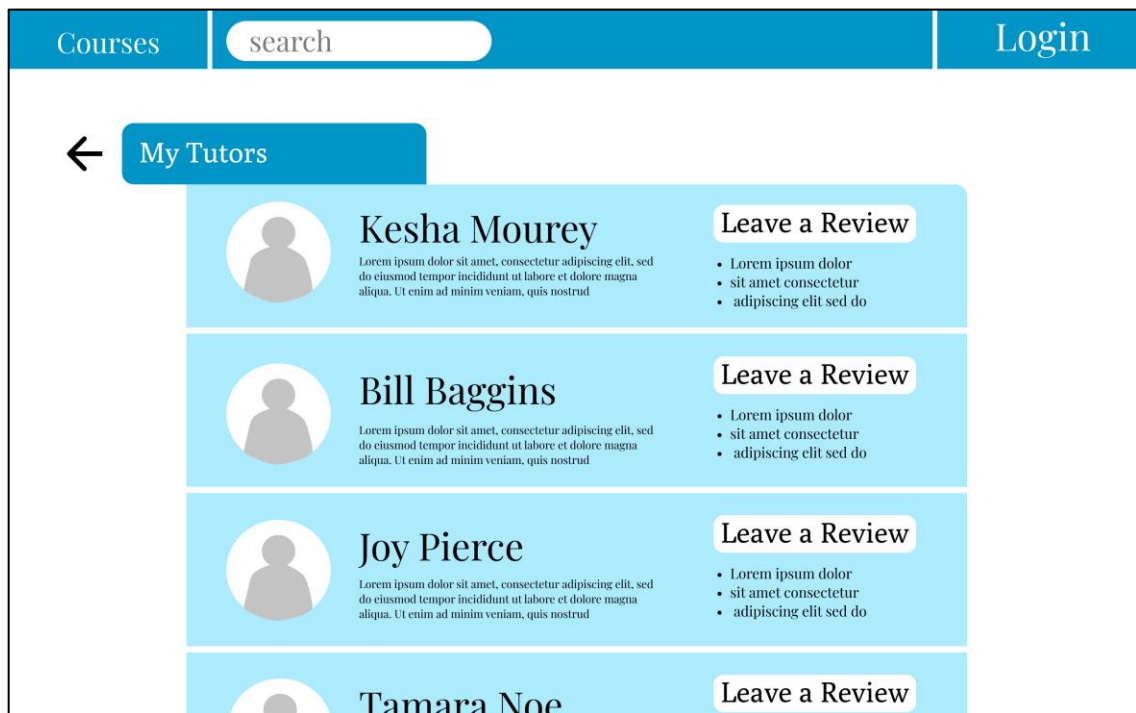 Courses
search
Login
My Tutors
Kesha Mourey
Lorem ipsum dolor sit amet, consectetur adipiscing elit, sed
do eiusmod tempor incididunt ut labore et dolore magna
aliqua. Ut enim ad minim veniam, quis nostrud
Leave a Review
• Lorem ipsum dolor
• sit amet consectetur
• adipiscing elit sed do
Bill Baggins
Lorem ipsum dolor sit amet, consectetur adipiscing elit, sed
do eiusmod tempor incididunt ut labore et dolore magna
aliqua. Ut enim ad minim veniam, quis nostrud
Leave a Review
• Lorem ipsum dolor
• sit amet consectetur
• adipiscing elit sed do
Joy Pierce
Lorem ipsum dolor sit amet, consectetur adipiscing elit, sed
do eiusmod tempor incididunt ut labore et dolore magna
aliqua. Ut enim ad minim veniam, quis nostrud
Leave a Review
• Lorem ipsum dolor
• sit amet consectetur
• adipiscing elit sed do
Tamara Noe
Leave a Review